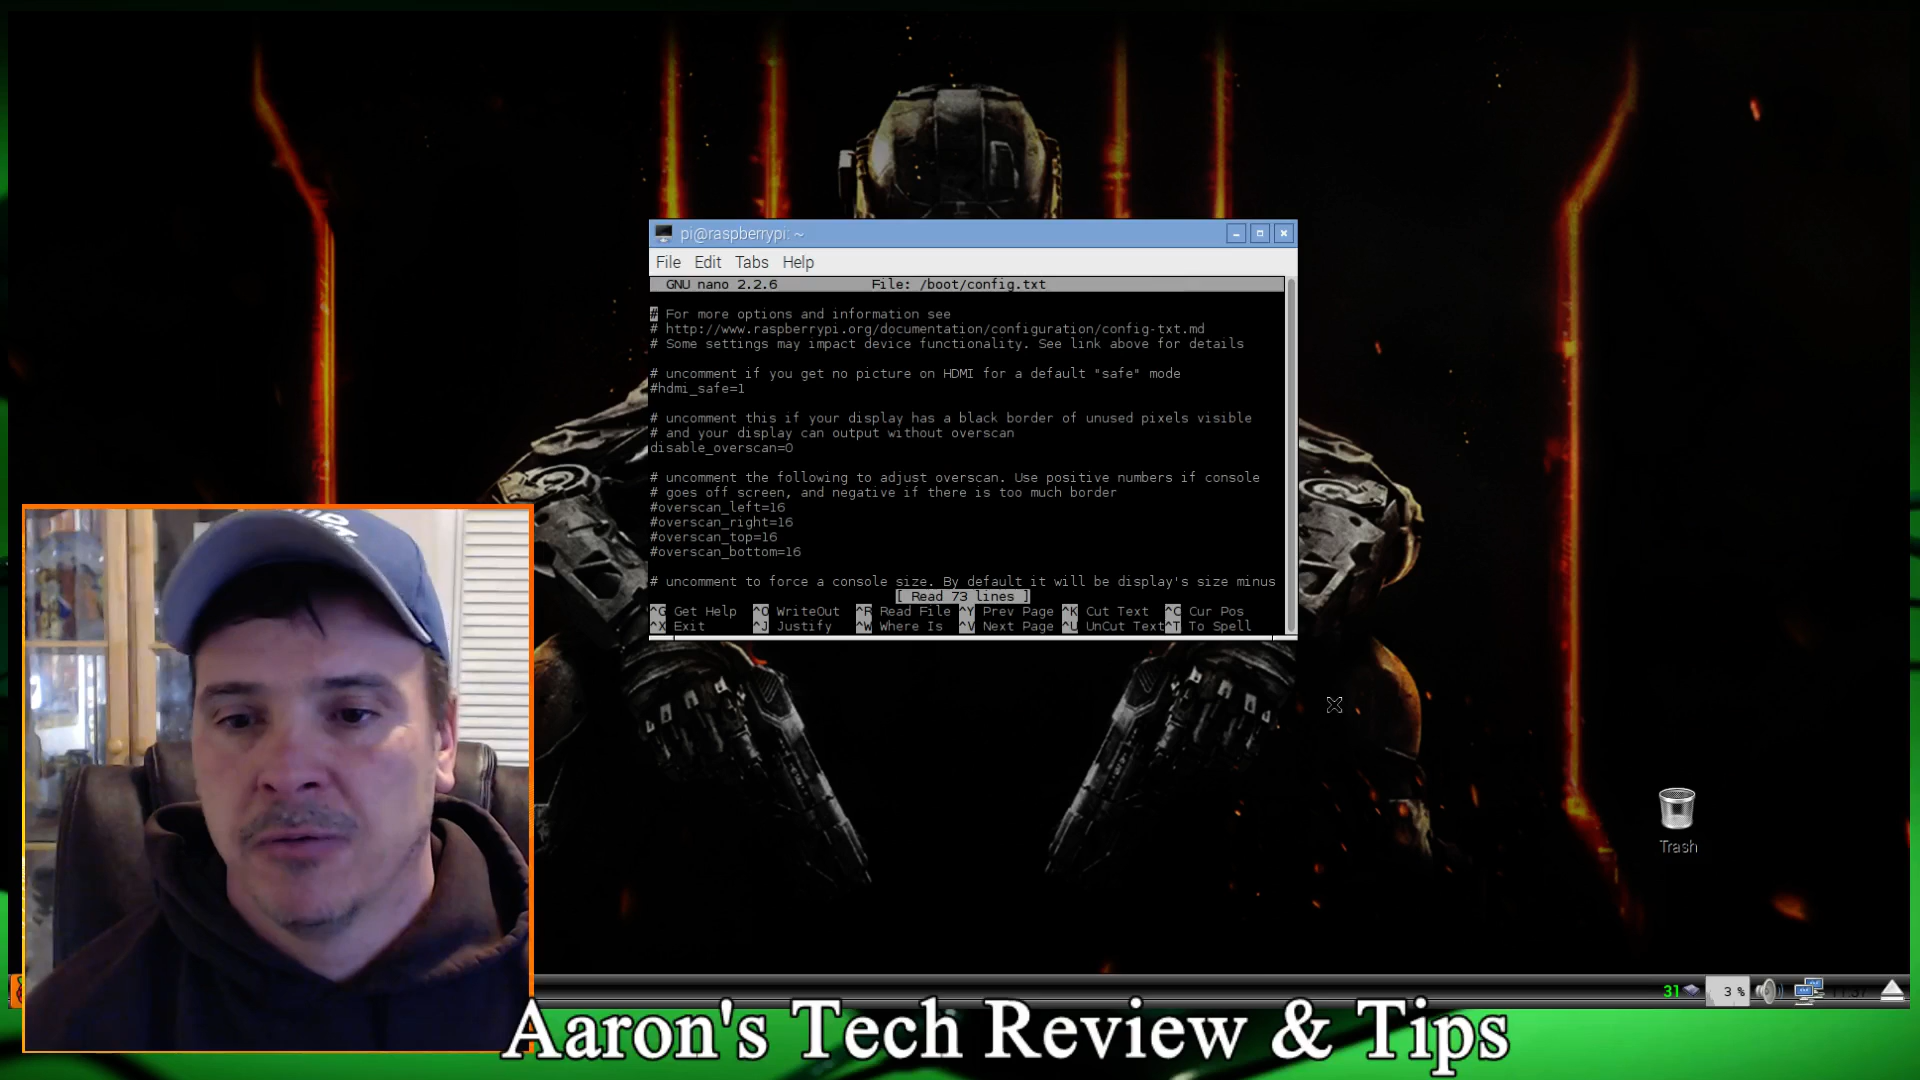 pi@raspberrypi: ~
File Edit Tabs Help
GNU nano 2.2.6 File: /boot/config.txt
# For more options and information see
# http://www.raspberrypi.org/documentation/configuration/config-txt.md
# Some settings may impact device functionality. See link above for details
# uncomment if you get no picture on HDMI for a default "safe" mode
#hdmi_safe=1
# uncomment this if your display has a black border of unused pixels visible
# and your display can output without overscan
disable_overscan=0
# uncomment the following to adjust overscan. Use positive numbers if console
# goes off screen, and negative if there is too much border
#overscan_left=16
#overscan_right=16
#overscan_top=16
#overscan_bottom=16
# uncomment to force a console size. By default it will be display's size minus
[ Read 73 lines ]
^G Get Help ^O WriteOut ^R Read File ^Y Prev Page ^K Cut Text ^C Cur Pos
^X Exit ^J Justify ^W Where Is ^V Next Page ^U UnCut Text ^T To Spell
Trash
31 3 %
Aaron's Tech Review & Tips